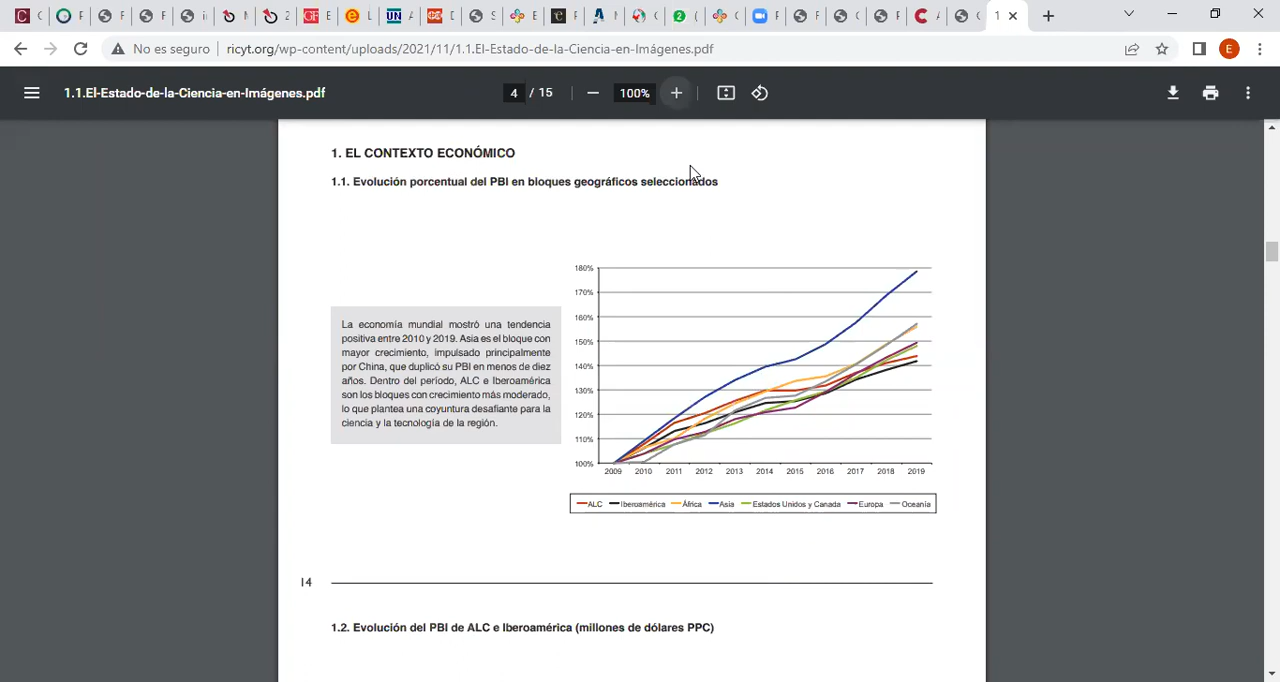 No es seguro
ricyt.org/wp-content/uploads/2021/11/1.1.El-Estado-de-la-Ciencia-en-Imágenes.pdf
E
1.1.El-Estado-de-la-Ciencia-en-Imágenes.pdf
4 / 15
100%
1. EL CONTEXTO ECONÓMICO
1.1. Evolución porcentual del PBI en bloques geográficos seleccionados
La economía mundial mostró una tendencia
positiva entre 2010 y 2019. Asia es el bloque con
mayor crecimiento, impulsado principalmente
por China, que duplicó su PBI en menos de diez
años. Dentro del período, ALC e Iberoamérica
son los bloques con crecimiento más moderado,
lo que plantea una coyuntura desafiante para la
ciencia y la tecnología de la región.
180%
170%
160%
150%
140%
130%
120%
110%
100%
2009 2010 2011 2012 2013 2014 2015 2016 2017 2018 2019
ALC Iberoamérica África Asia Estados Unidos y Canada Europa Oceanía
14
1.2. Evolución del PBI de ALC e Iberoamérica (millones de dólares PPC)